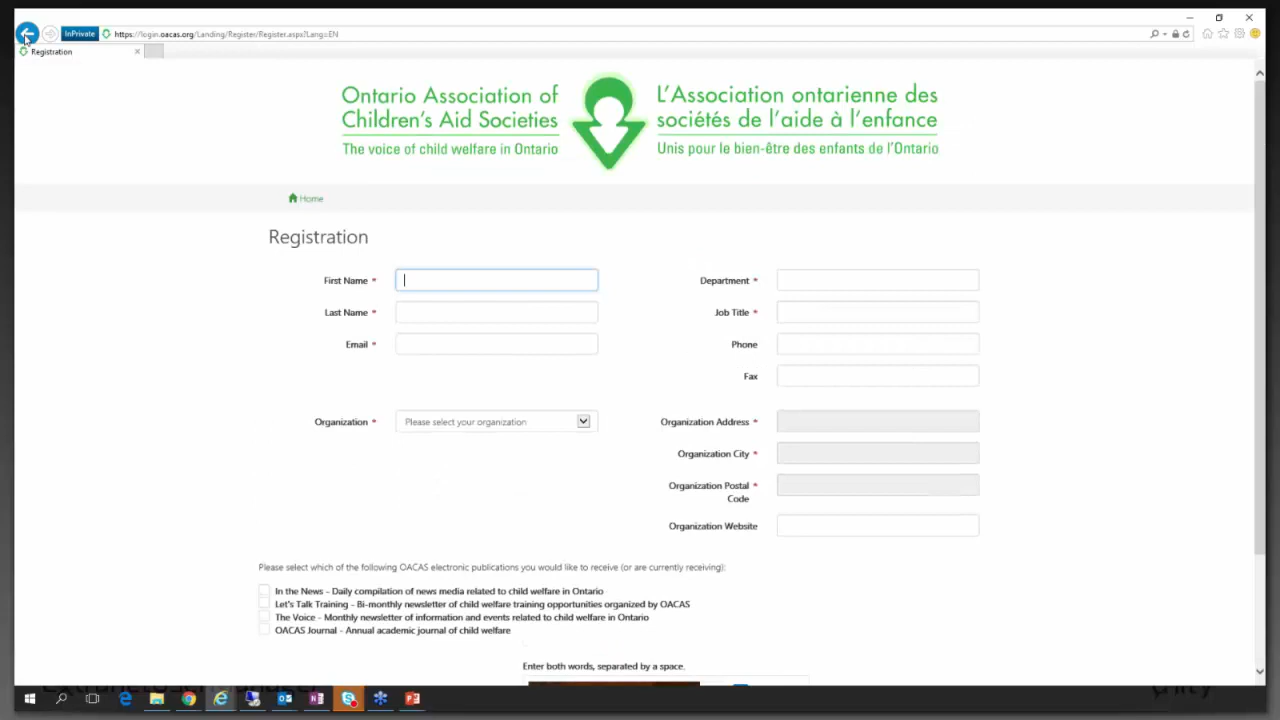 InPrivate
https://login.oacas.org/Landing/Register/Register.aspx?Lang=EN
Registration
Ontario Association of
Children's Aid Societies
The voice of child welfare in Ontario
L'Association ontarienne des
sociétés de l'aide à l'enfance
Unis pour le bien-être des enfants de l'Ontario
Home
Registration
First Name *
Department *
Last Name *
Job Title *
Email *
Phone
Fax
Organization *
Please select your organization
Organization Address *
Organization City *
Organization Postal *
Code
Organization Website
Please select which of the following OACAS electronic publications you would like to receive (or are currently receiving):
In the News - Daily compilation of news media related to child welfare in Ontario
Let's Talk Training - Bi-monthly newsletter of child welfare training opportunities organized by OACAS
The Voice - Monthly newsletter of information and events related to child welfare in Ontario
OACAS Journal - Annual academic journal of child welfare
Enter both words, separated by a space.